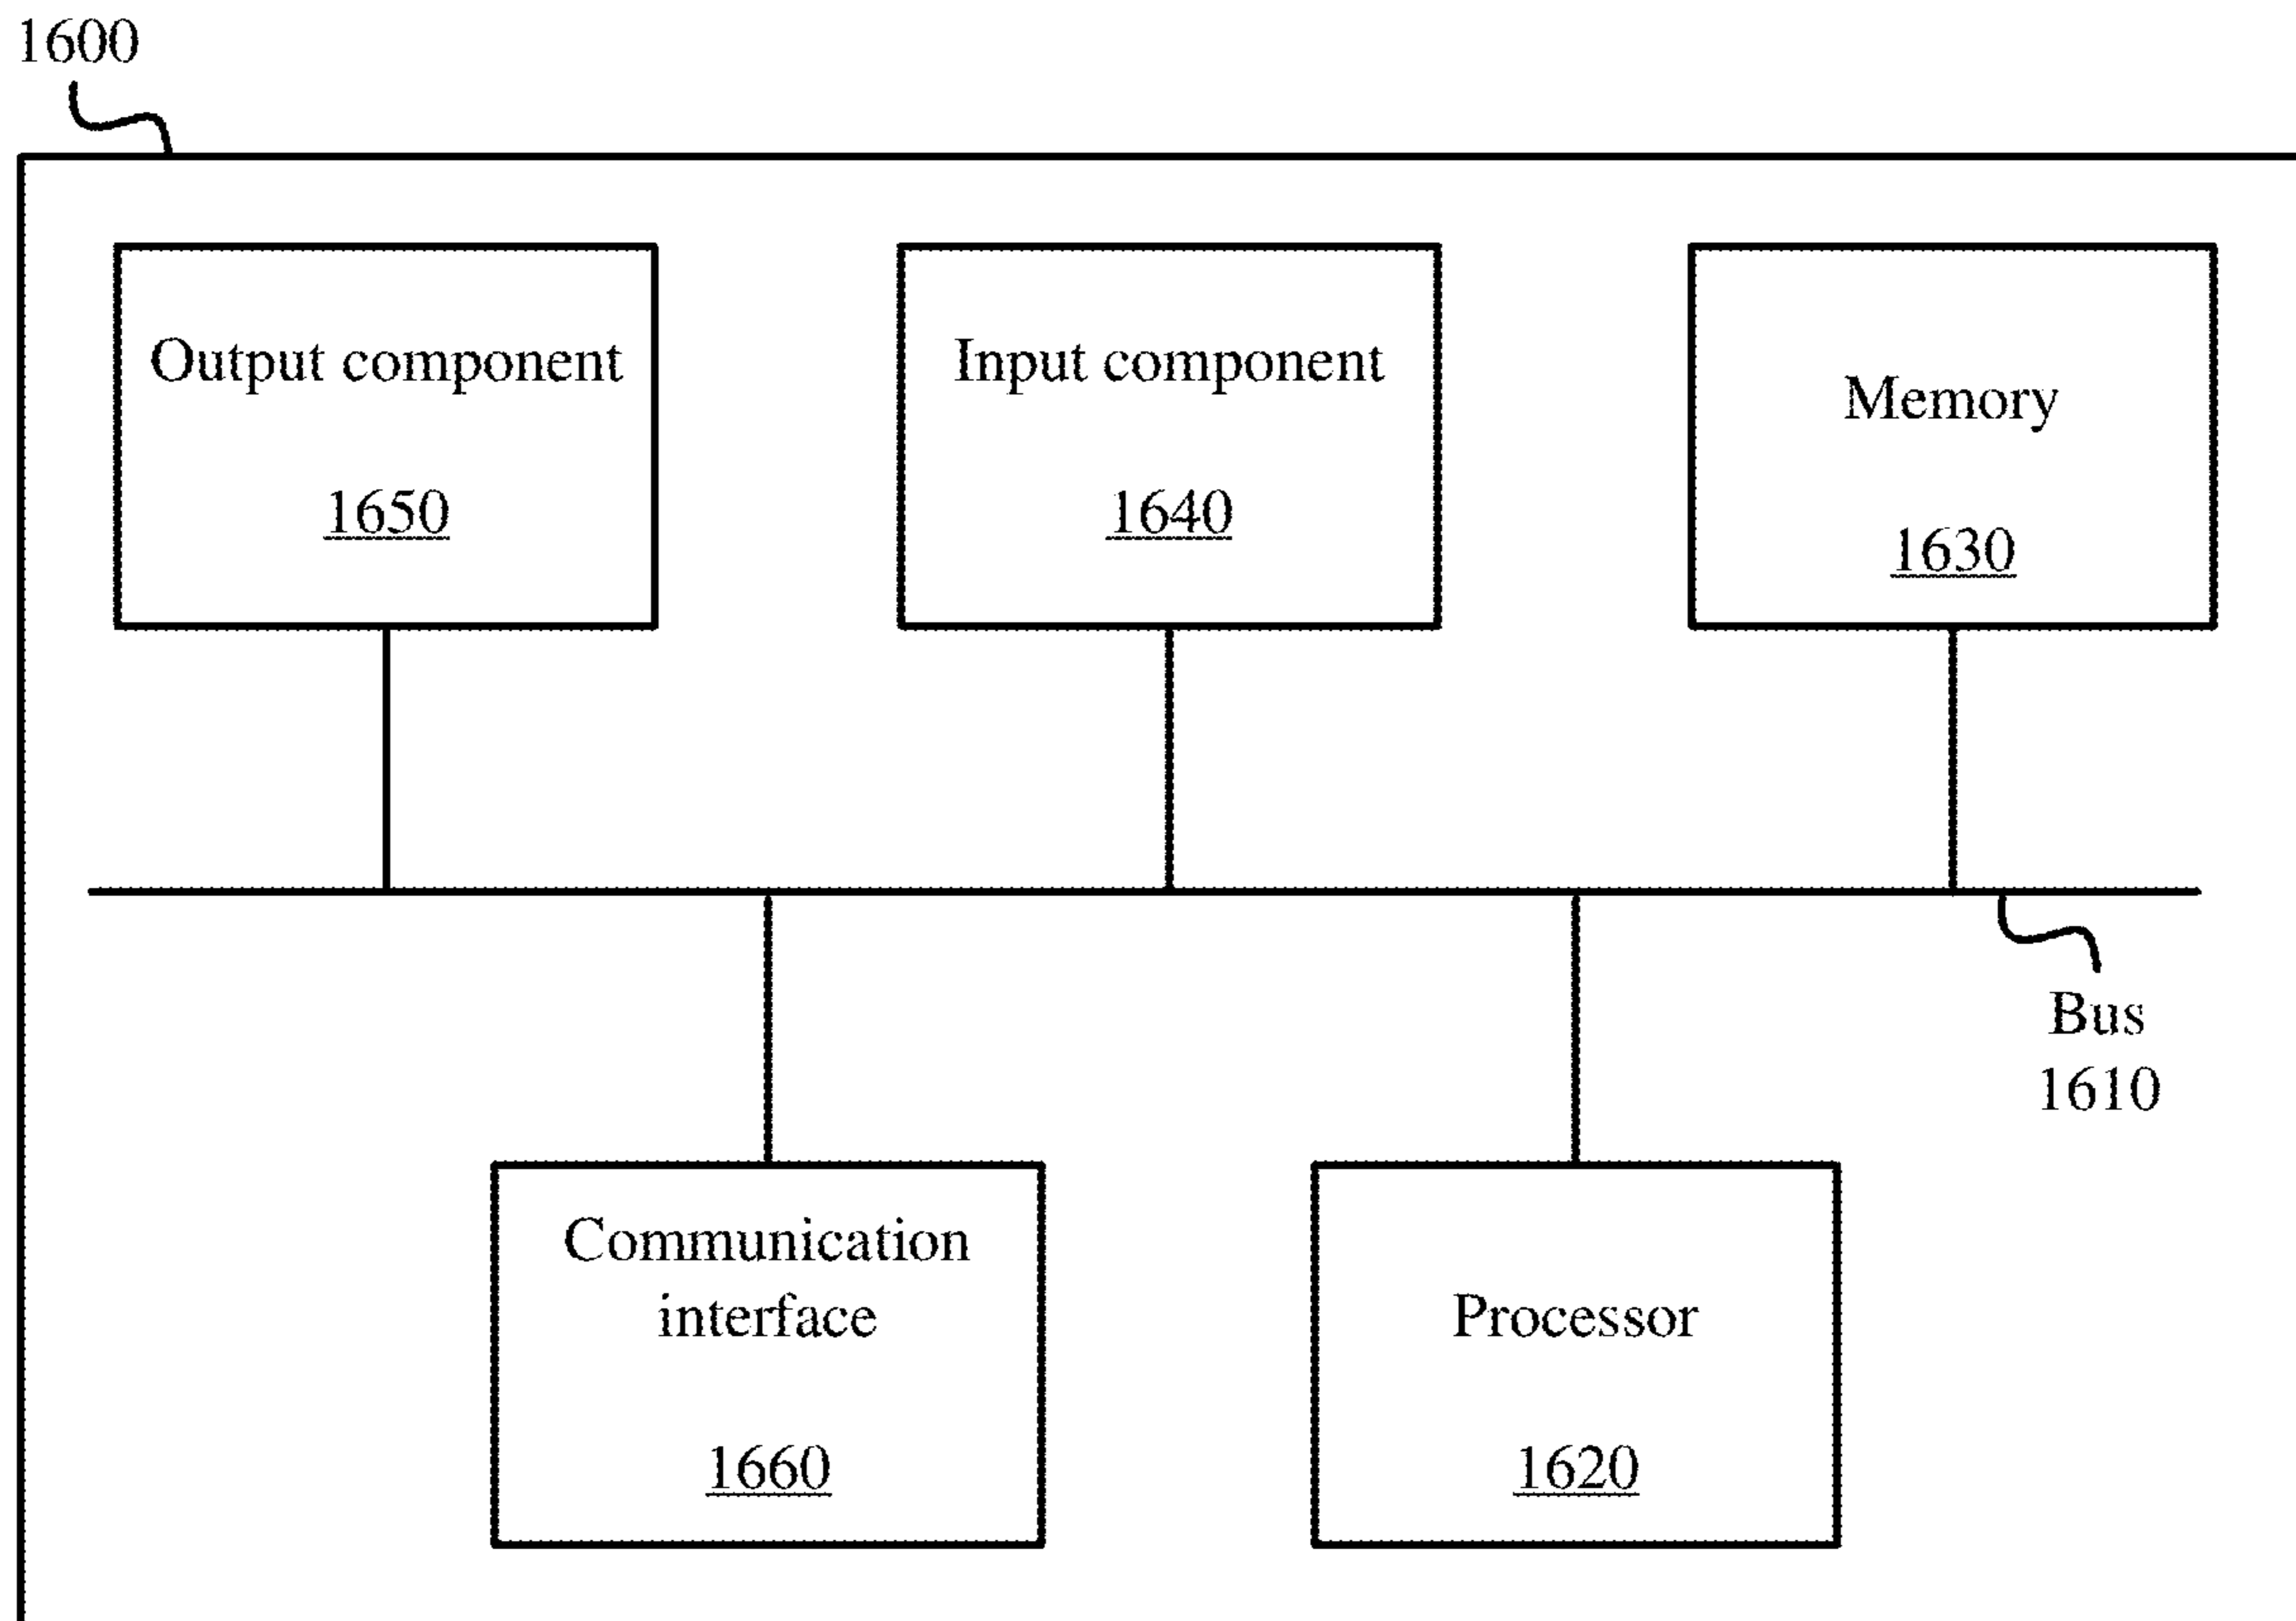 1600
Output component
1650
Input component
1640
Memory
1630
Bus
1610
Communication
interface
1660
Processor
1620